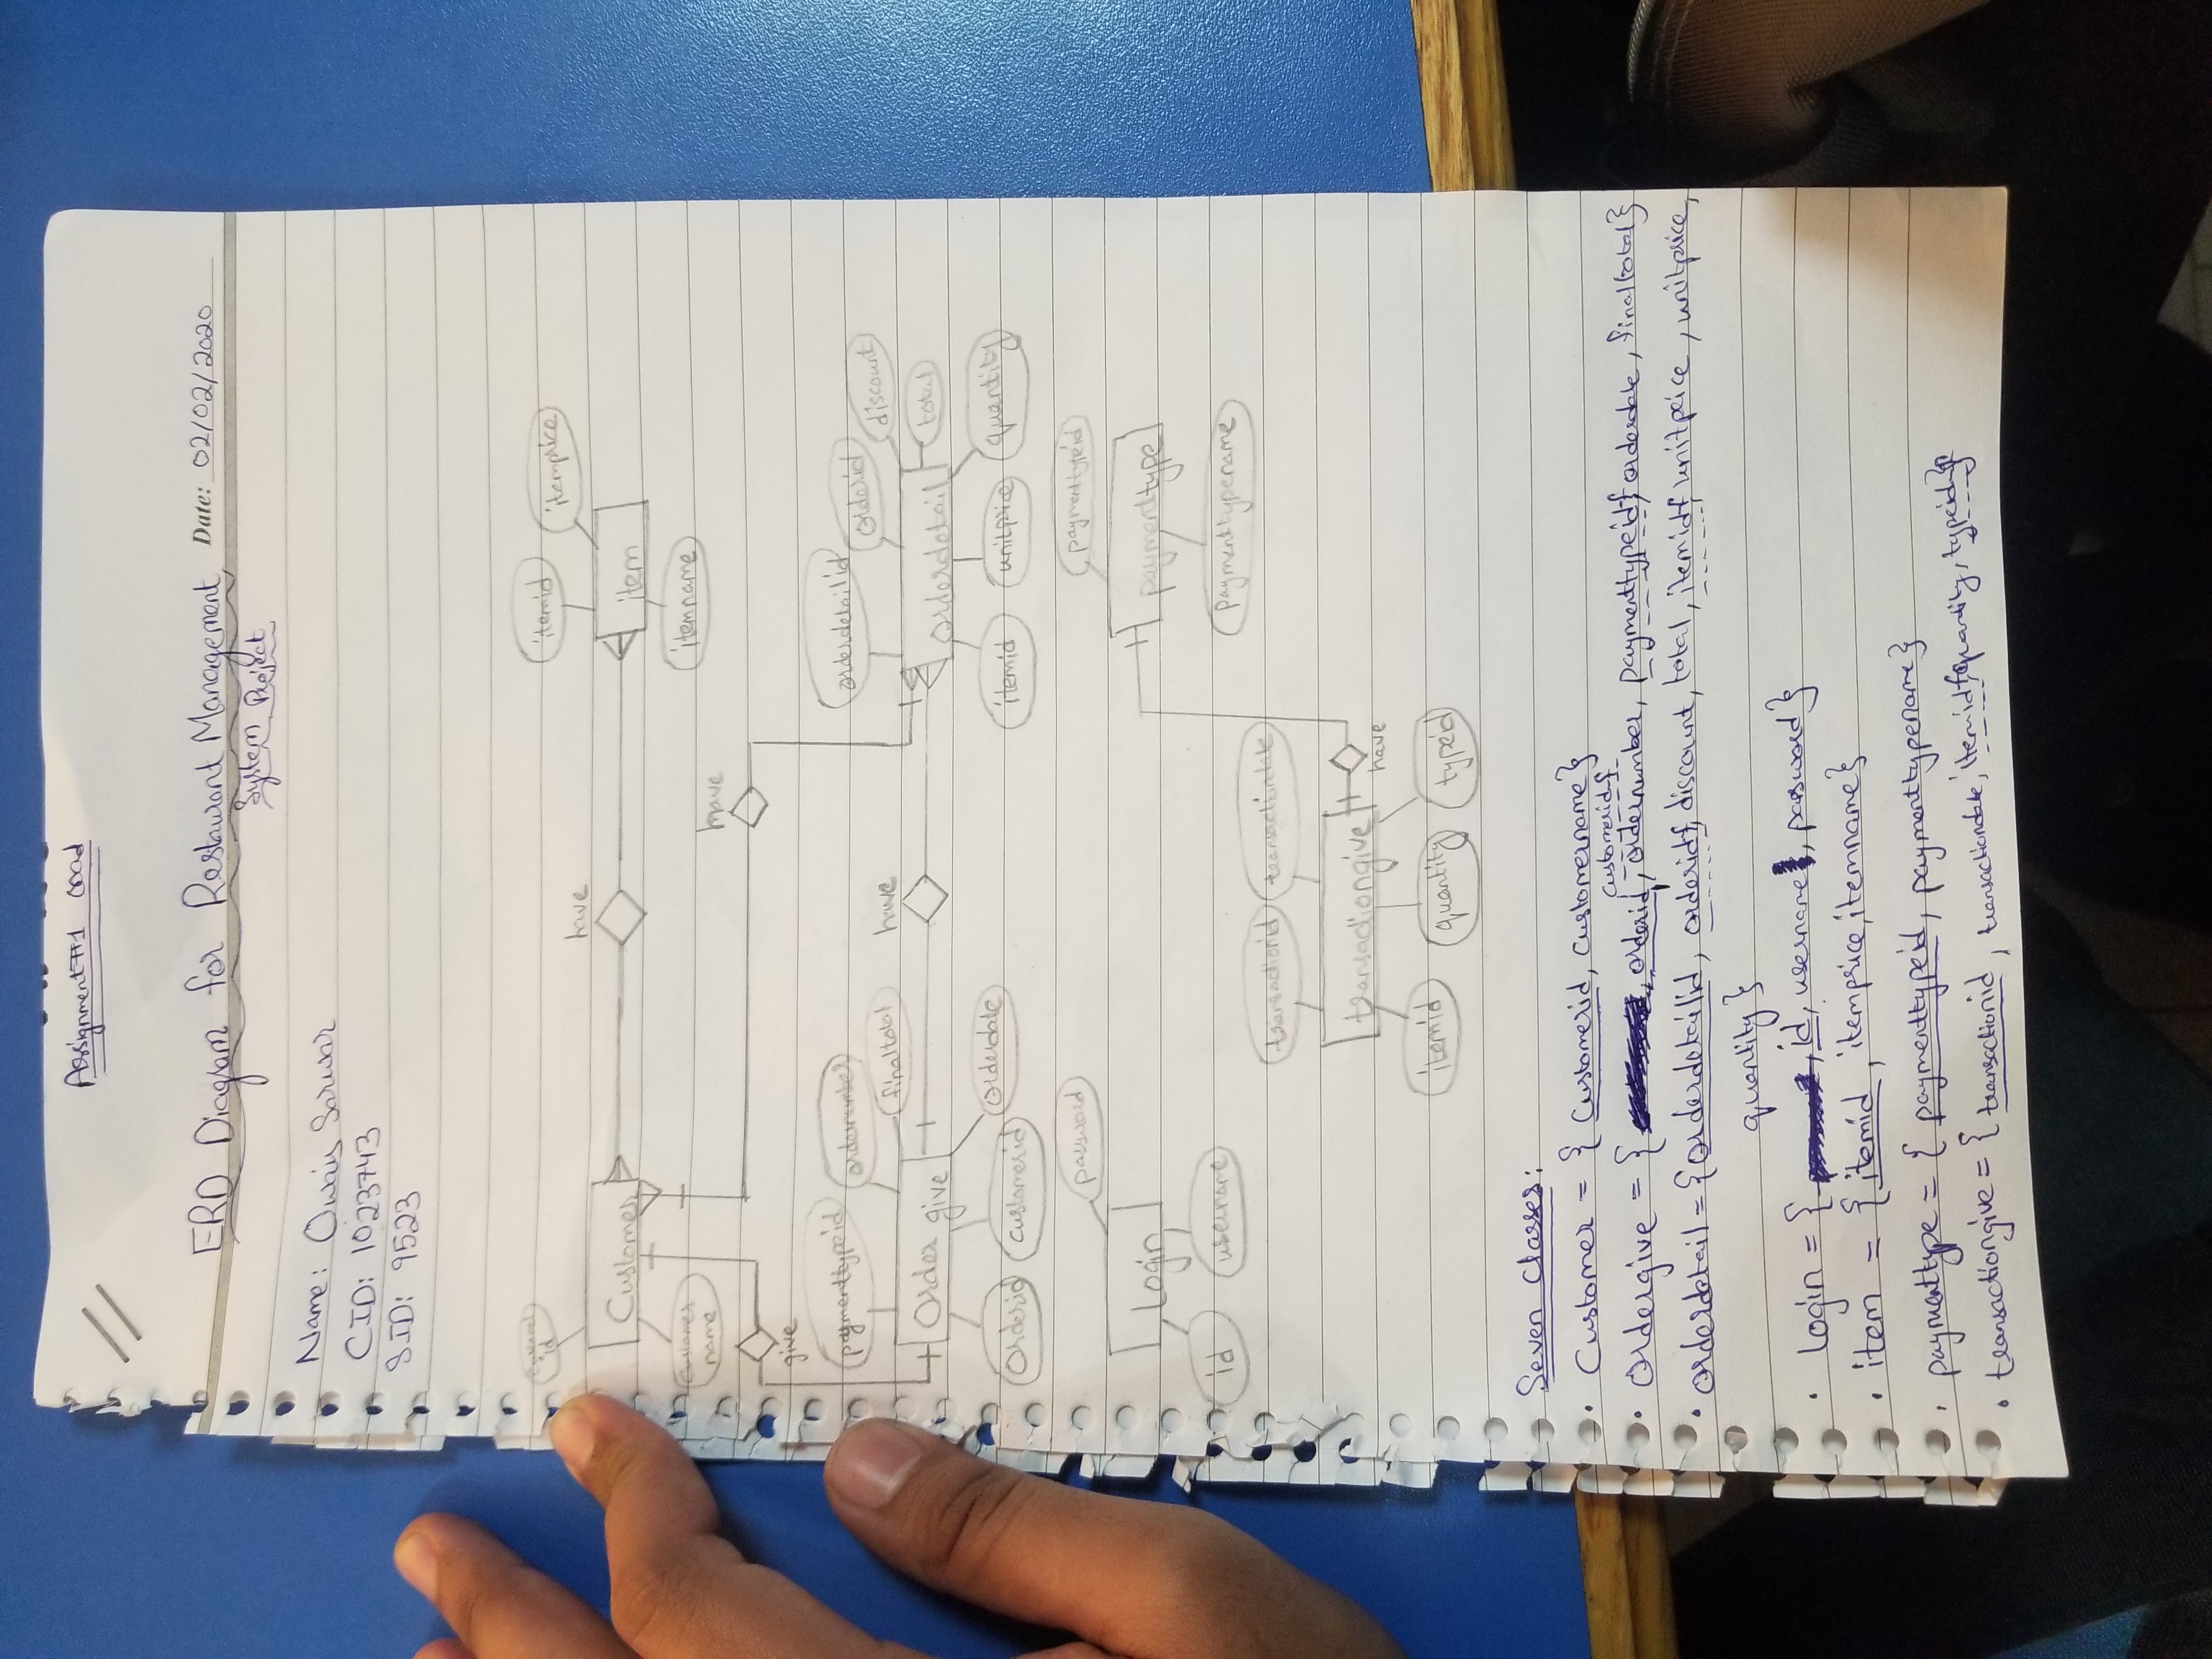 Assignment#1 ooad
ERD Diagram for Restaurant Management Date: 02/02/2020
System Project
Name: Owais Sarwar
CID: 1023743
SID: 9523
id
itemid
itemprice
have
Customer
item
customer
name
itemname
have
give
paymenttypeid
ordernumber
finaltotal
have
orderdetailid
orderid
discount
total
Order give
orderdetail
Orderid
customerid
orderdate
itemid
unitprice
quantity
password
paymenttypeid
login
paymenttype
id
username
paymenttypename
transactionid
transactiondate
transactiongive
have
itemid
quantity
typeid
Seven Classes:
• Customer = { Customerid, customername}
customeridf
• Ordergive = { , orderid, ordernumber, paymenttypeidf, orderdate, finaltotal}
• orderdetail = {orderdetailid, orderidf, discount, total, itemidf, unitprice, unitprice,
quantity}
• login = { , id, username, password}
• item = {itemid, itemprice, itemname}
• paymenttype = { paymenttypeid, paymenttypename}
• transactiongive = { transactionid, transactiondate, itemidf, quantity, typeidf}